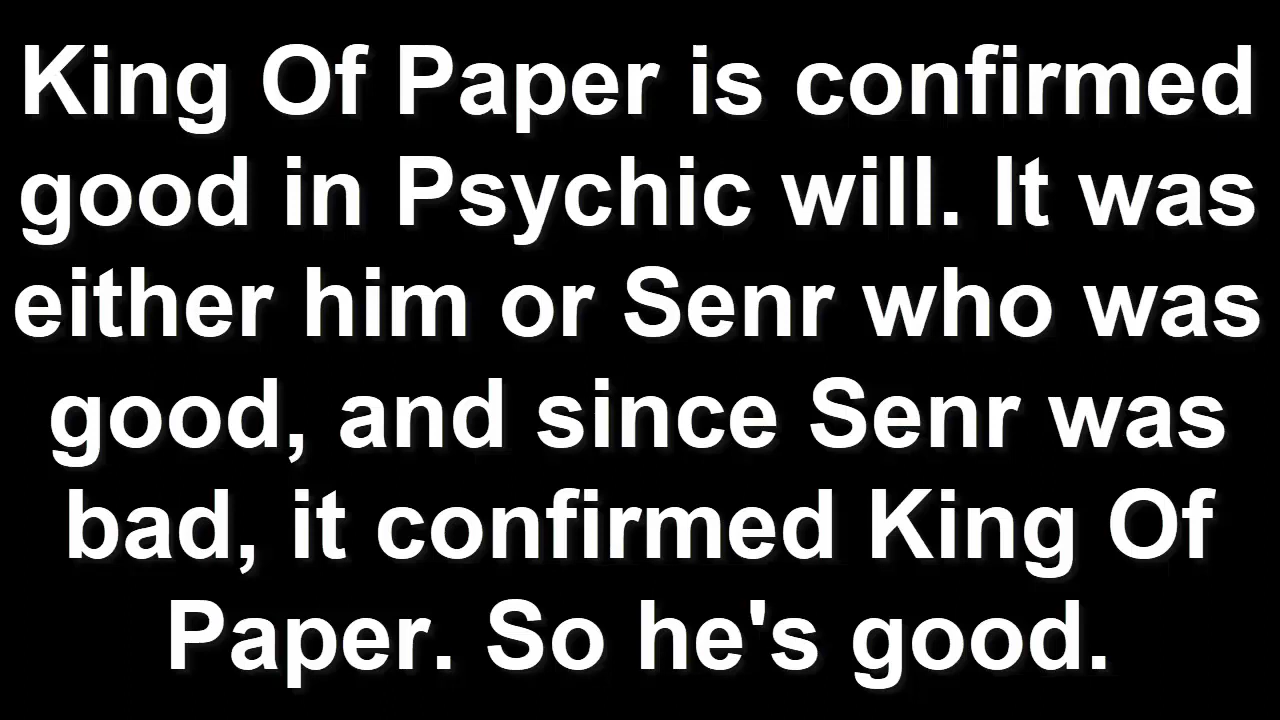 King Of Paper is confirmed
good in Psychic will. It was
either him or Senr who was
good, and since Senr was
bad, it confirmed King Of
Paper. So he's good.